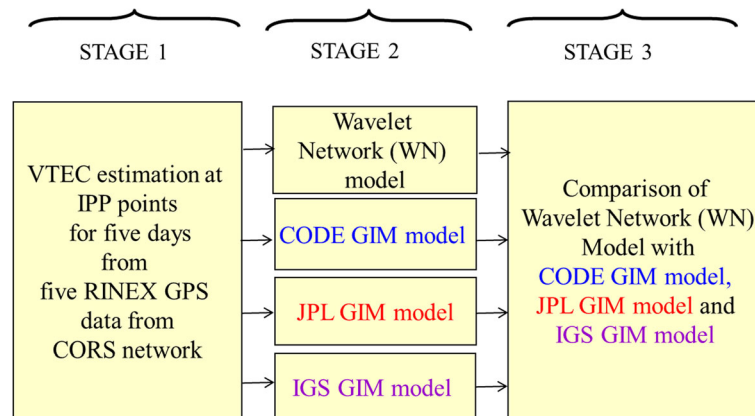 STAGE 1
STAGE 2
STAGE 3
VTEC estimation at
IPP points
for five days
from
five RINEX GPS
data from
CORS network
Wavelet
Network (WN)
model
CODE GIM model
JPL GIM model
IGS GIM model
Comparison of
Wavelet Network (WN)
Model with
CODE GIM model,
JPL GIM model and
IGS GIM model